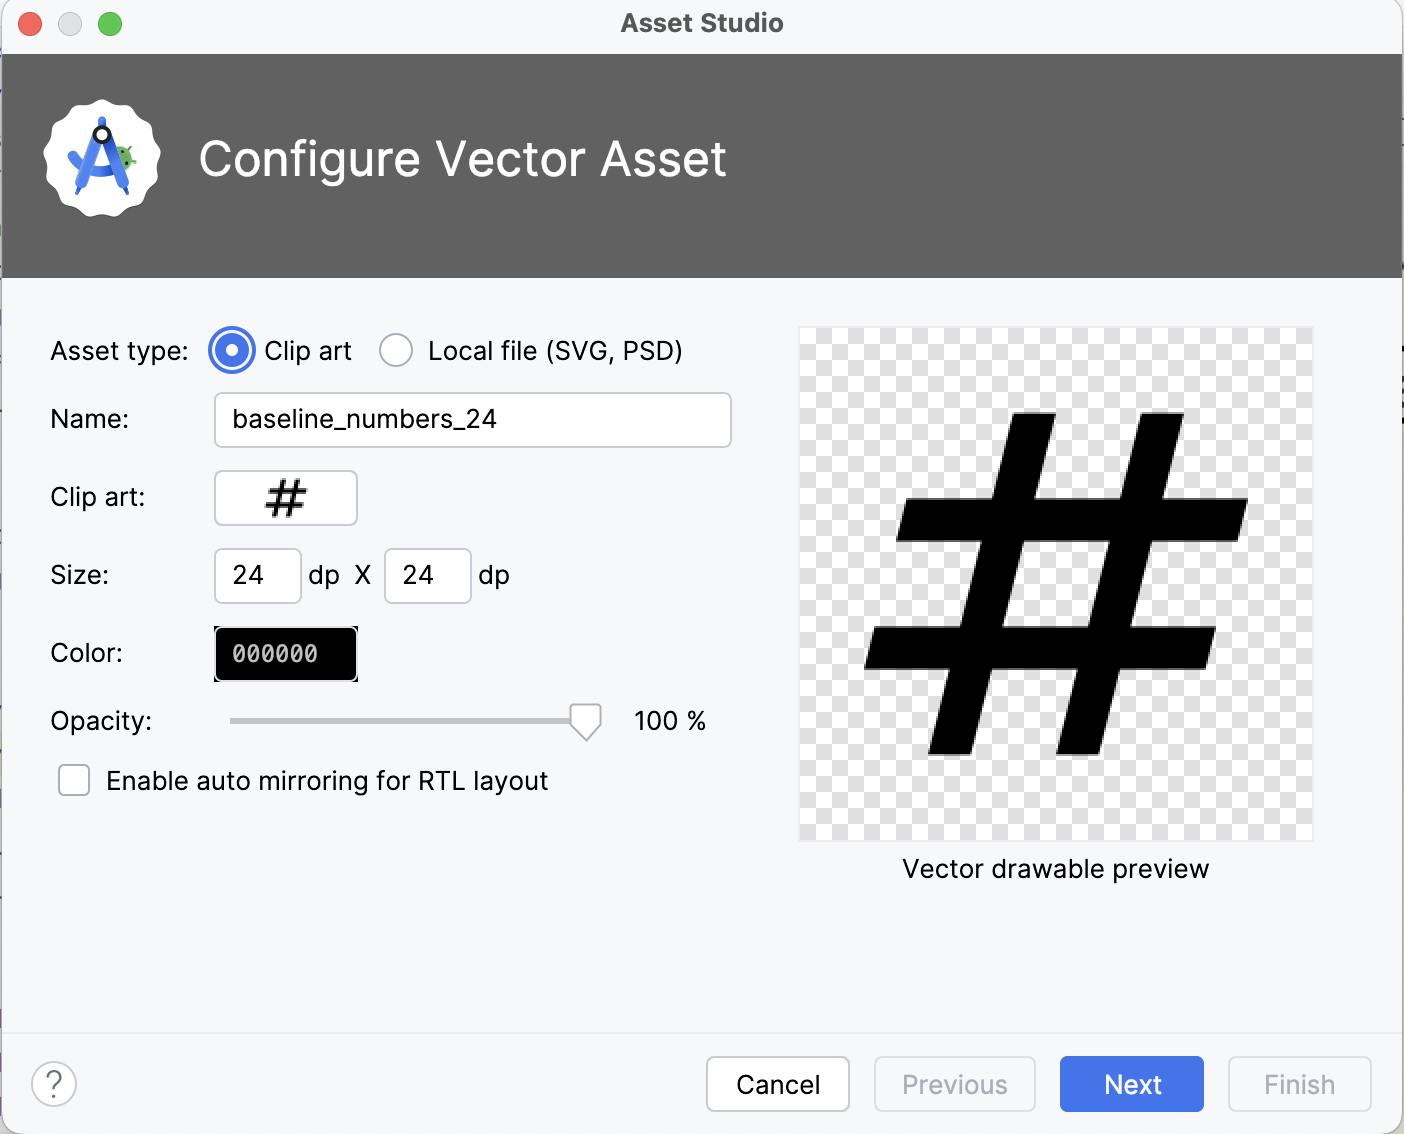 Asset Studio
Configure Vector Asset
Asset type: Clip art Local file (SVG, PSD)
Name: baseline_numbers_24
Clip art: #
Size: 24 dp X 24 dp
Color: 000000
Opacity: 100 %
Enable auto mirroring for RTL layout
#
Vector drawable preview
? Cancel Previous Next Finish